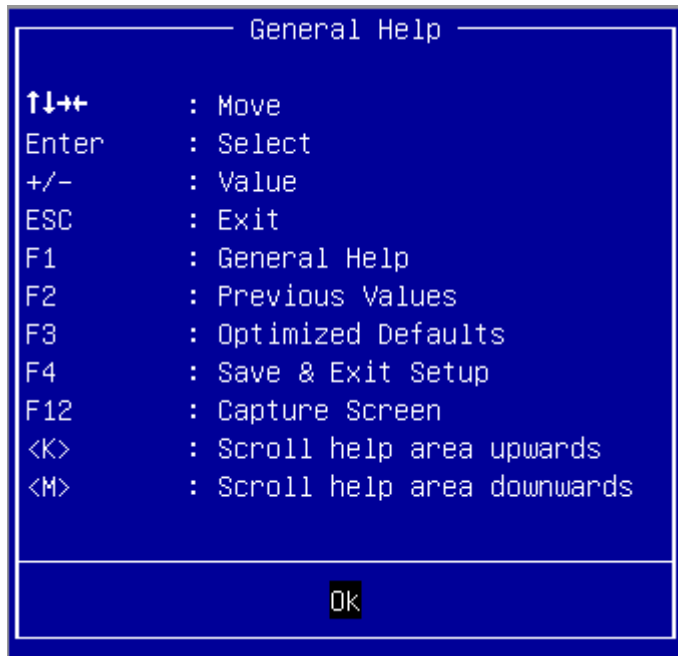 General Help
↑↓→← : Move
Enter : Select
+/- : Value
ESC : Exit
F1 : General Help
F2 : Previous Values
F3 : Optimized Defaults
F4 : Save & Exit Setup
F12 : Capture Screen
<K> : Scroll help area upwards
<M> : Scroll help area downwards
Ok